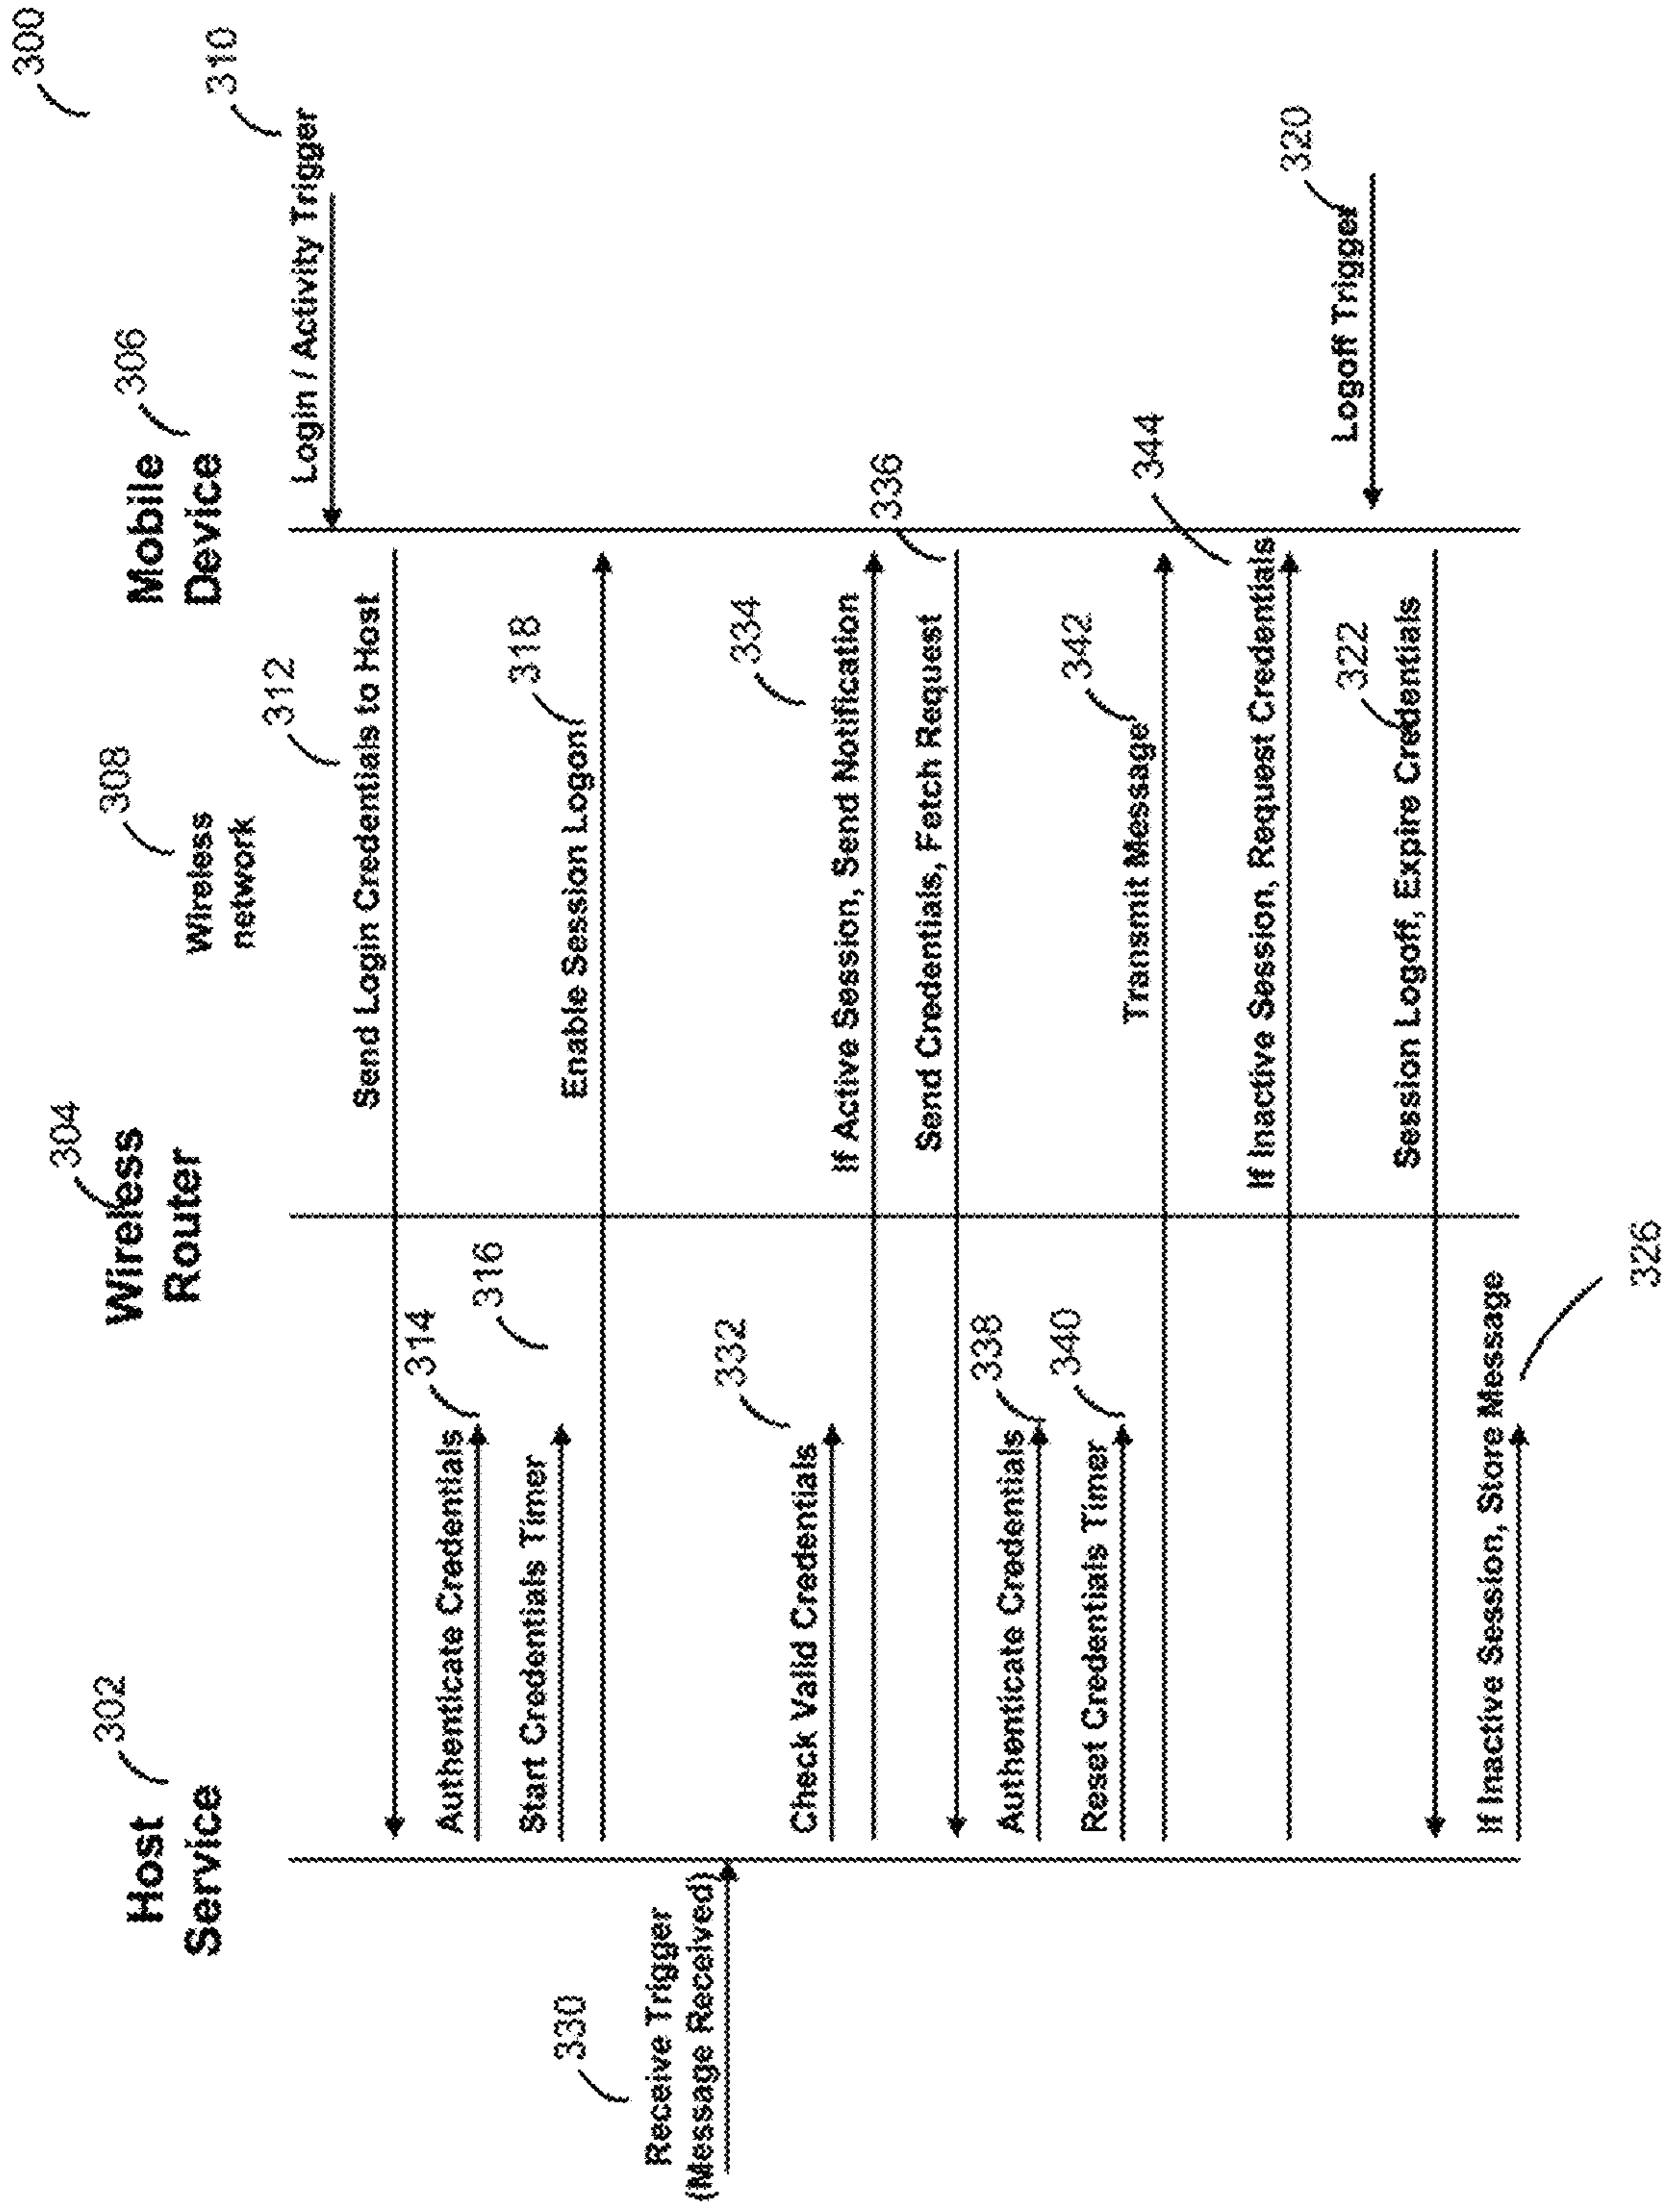 300
Host
Service
302
Wireless
Router
304
Wireless
network
308
Mobile
Device
306
Login / Activity Trigger
310
Send Login Credentials to Host
312
Authenticate Credentials
314
Start Credentials Timer
316
Enable Session Logon
318
Receive Trigger
(Message Received)
330
Check Valid Credentials
332
If Active Session, Send Notification
334
Send Credentials, Fetch Request
336
Authenticate Credentials
338
Reset Credentials Timer
340
Transmit Message
342
If Inactive Session, Request Credentials
344
Logoff Trigger
320
Session Logoff, Expire Credentials
322
If Inactive Session, Store Message
326